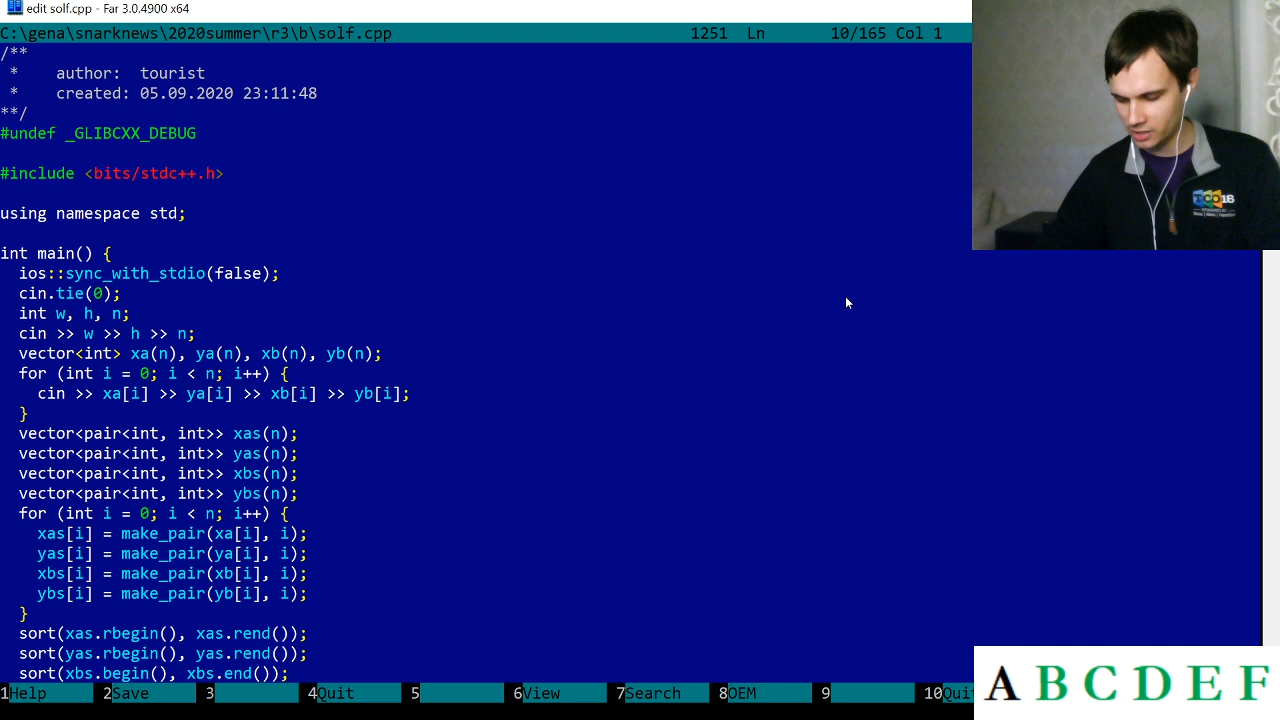 edit solf.cpp - Far 3.0.4900 x64
C:\gena\snarknews\2020summer\r3\b\solf.cpp 1251 Ln 10/165 Col 1
/**
 *    author:  tourist
 *    created: 05.09.2020 23:11:48
**/
#undef _GLIBCXX_DEBUG
#include <bits/stdc++.h>
using namespace std;
int main() {
  ios::sync_with_stdio(false);
  cin.tie(0);
  int w, h, n;
  cin >> w >> h >> n;
  vector<int> xa(n), ya(n), xb(n), yb(n);
  for (int i = 0; i < n; i++) {
    cin >> xa[i] >> ya[i] >> xb[i] >> yb[i];
  }
  vector<pair<int, int>> xas(n);
  vector<pair<int, int>> yas(n);
  vector<pair<int, int>> xbs(n);
  vector<pair<int, int>> ybs(n);
  for (int i = 0; i < n; i++) {
    xas[i] = make_pair(xa[i], i);
    yas[i] = make_pair(ya[i], i);
    xbs[i] = make_pair(xb[i], i);
    ybs[i] = make_pair(yb[i], i);
  }
  sort(xas.rbegin(), xas.rend());
  sort(yas.rbegin(), yas.rend());
  sort(xbs.begin(), xbs.end());
1Help 2Save 3 4Quit 5 6View 7Search 8OEM 9 10Qui
TCO16
A B C D E F